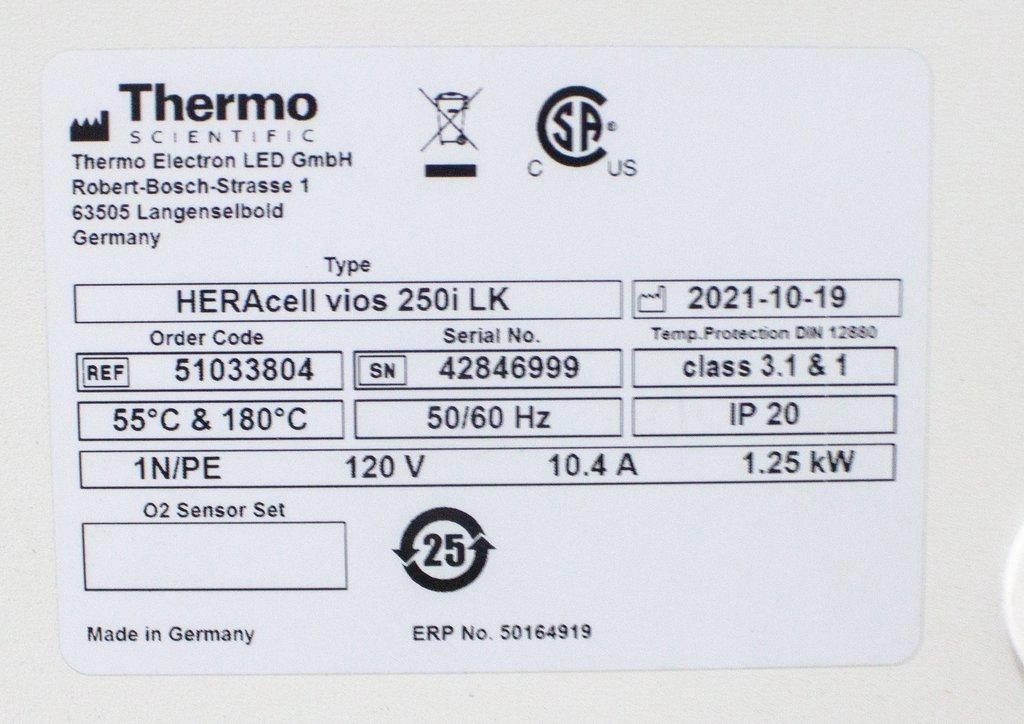 Thermo
SCIENTIFIC
Thermo Electron LED GmbH
Robert-Bosch-Strasse 1
63505 Langenselbold
Germany
CSA®
C US
Type
HERAcell vios 250i LK 2021-10-19
Order Code Serial No. Temp.Protection DIN 12880
REF 51033804 SN 42846999 class 3.1 & 1
55°C & 180°C 50/60 Hz IP 20
1N/PE 120 V 10.4 A 1.25 kW
O2 Sensor Set
25
Made in Germany ERP No. 50164919